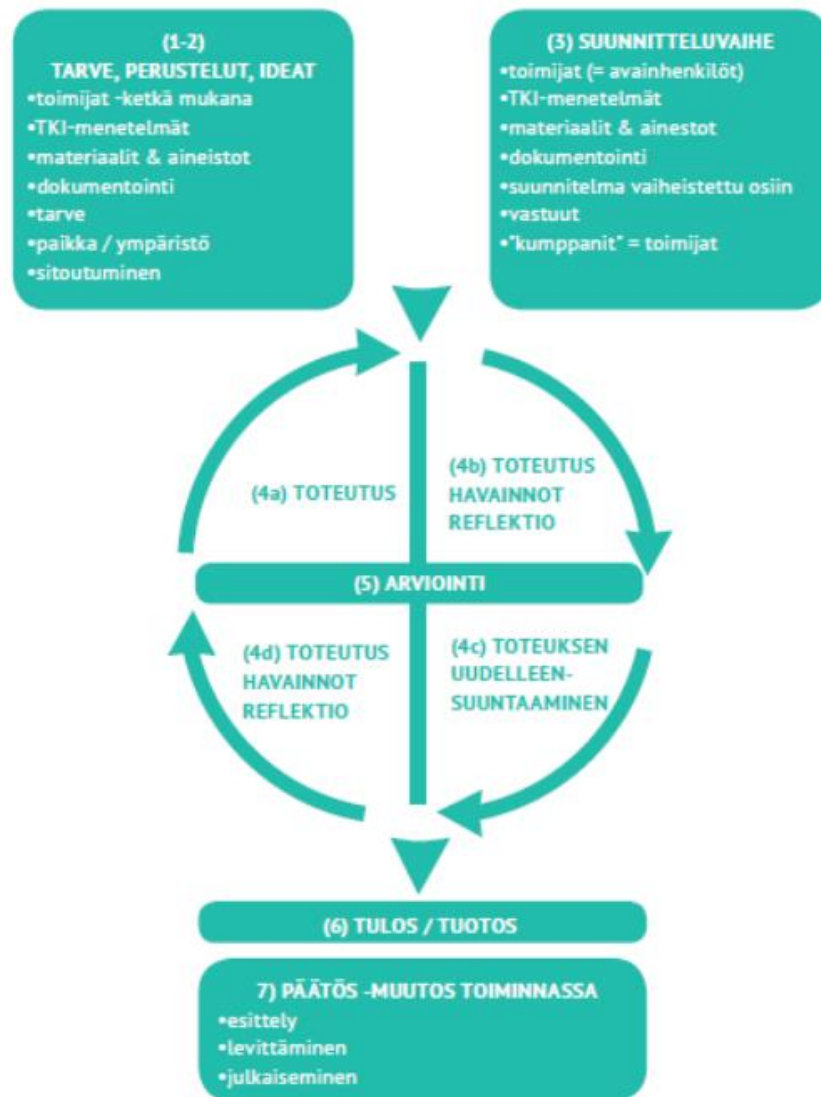 (1-2)
TARVE, PERUSTELUT, IDEAT
•toimijat -ketkä mukana
•TKI-menetelmät
•materiaalit & aineistot
•dokumentointi
•tarve
•paikka / ympäristö
•sitoutuminen
(3) SUUNNITTELUVAIHE
•toimijat (= avainhenkilöt)
•TKI-menetelmät
•materiaalit & ainestot
•dokumentointi
•suunnitelma vaiheistettu osiin
•vastuut
•"kumppanit" = toimijat
(4a) TOTEUTUS
(4b) TOTEUTUS
HAVAINNOT
REFLEKTIO
(5) ARVIOINTI
(4d) TOTEUTUS
HAVAINNOT
REFLEKTIO
(4c) TOTEUKSEN
UUDELLEEN-
SUUNTAAMINEN
(6) TULOS / TUOTOS
7) PÄÄTÖS -MUUTOS TOIMINNASSA
•esittely
•levittäminen
•julkaiseminen